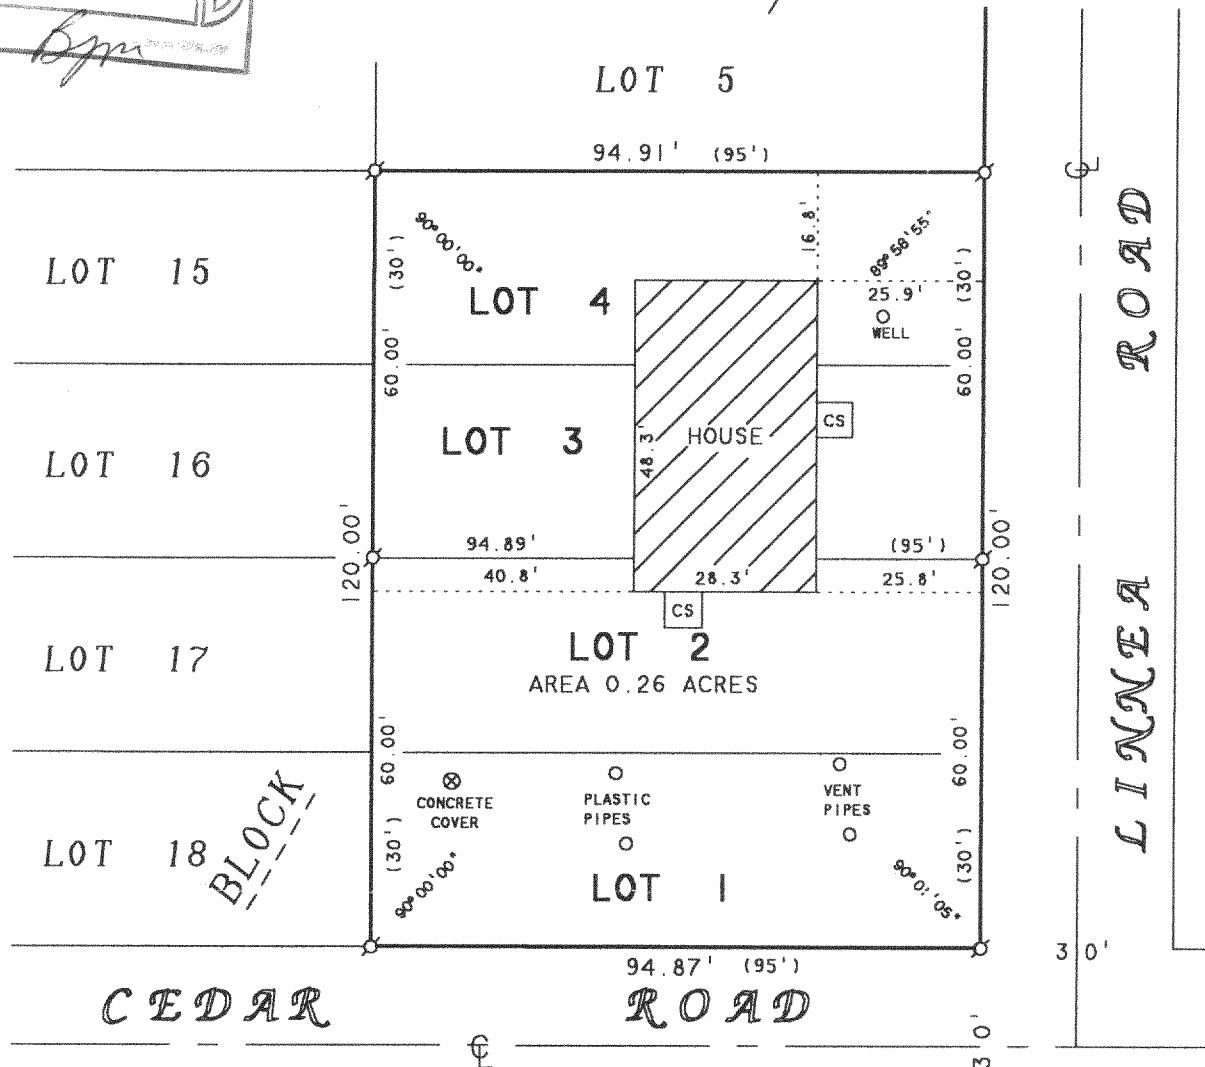 LOT 5
94.91' (95')
LOT 15
(30')
90°00'00"
16.8'
89°58'55"
(30')
25.9'
WELL
LOT 4
60.00'
60.00'
ROAD
LOT 16
LOT 3
48.3'
HOUSE
CS
120.00'
94.89'
(95')
120.00'
40.8'
28.3'
25.8'
CS
LOT 17
LOT 2
AREA 0.26 ACRES
LINNEA
60.00'
60.00'
BLOCK
CONCRETE
COVER
PLASTIC
PIPES
VENT
PIPES
LOT 18
(30')
90°00'00"
LOT 1
90°01'05"
(30')
94.87' (95')
30'
CEDAR ROAD
30'